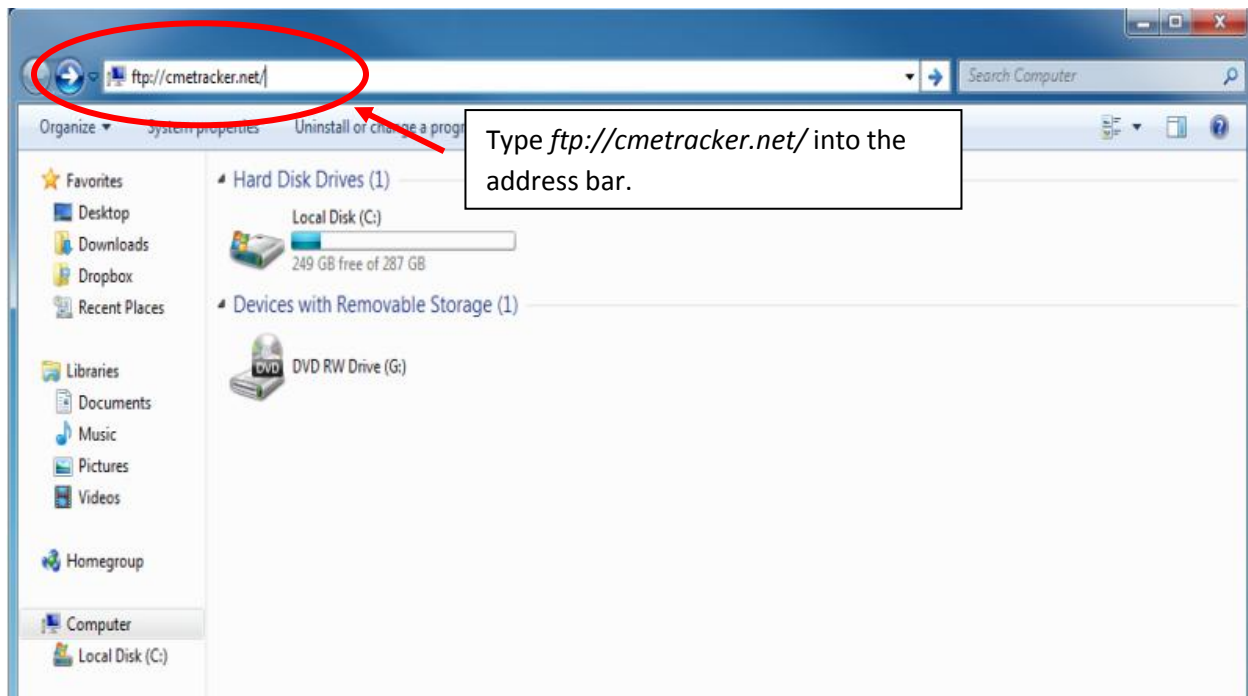 ftp://cmetracker.net/
Search Computer
Organize
System properties
Uninstall or change a progr
Type ftp://cmetracker.net/ into the
address bar.
Favorites
Desktop
Downloads
Dropbox
Recent Places
Libraries
Documents
Music
Pictures
Videos
Homegroup
Computer
Local Disk (C:)
Hard Disk Drives (1)
Local Disk (C:)
249 GB free of 287 GB
Devices with Removable Storage (1)
DVD
DVD RW Drive (G:)